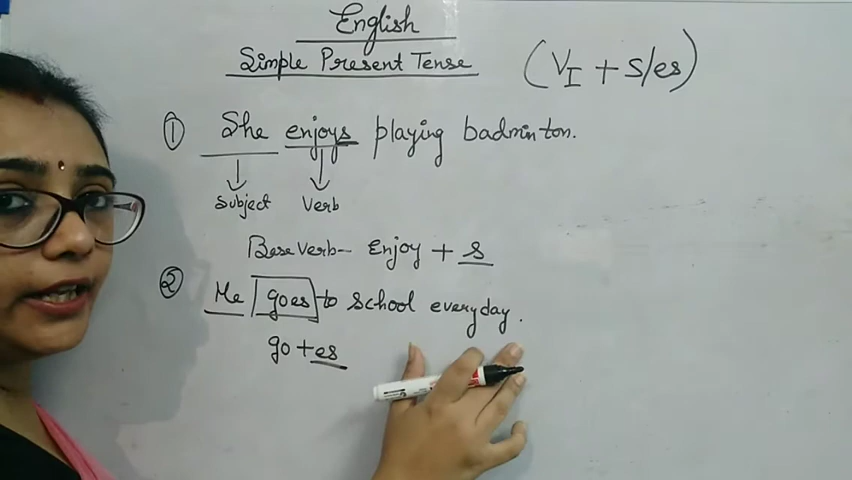 English
Simple Present Tense (VI + s/es)
① She enjoys playing badminton.
Subject Verb
Base verb- Enjoy + s
② He goes to school everyday.
go+es